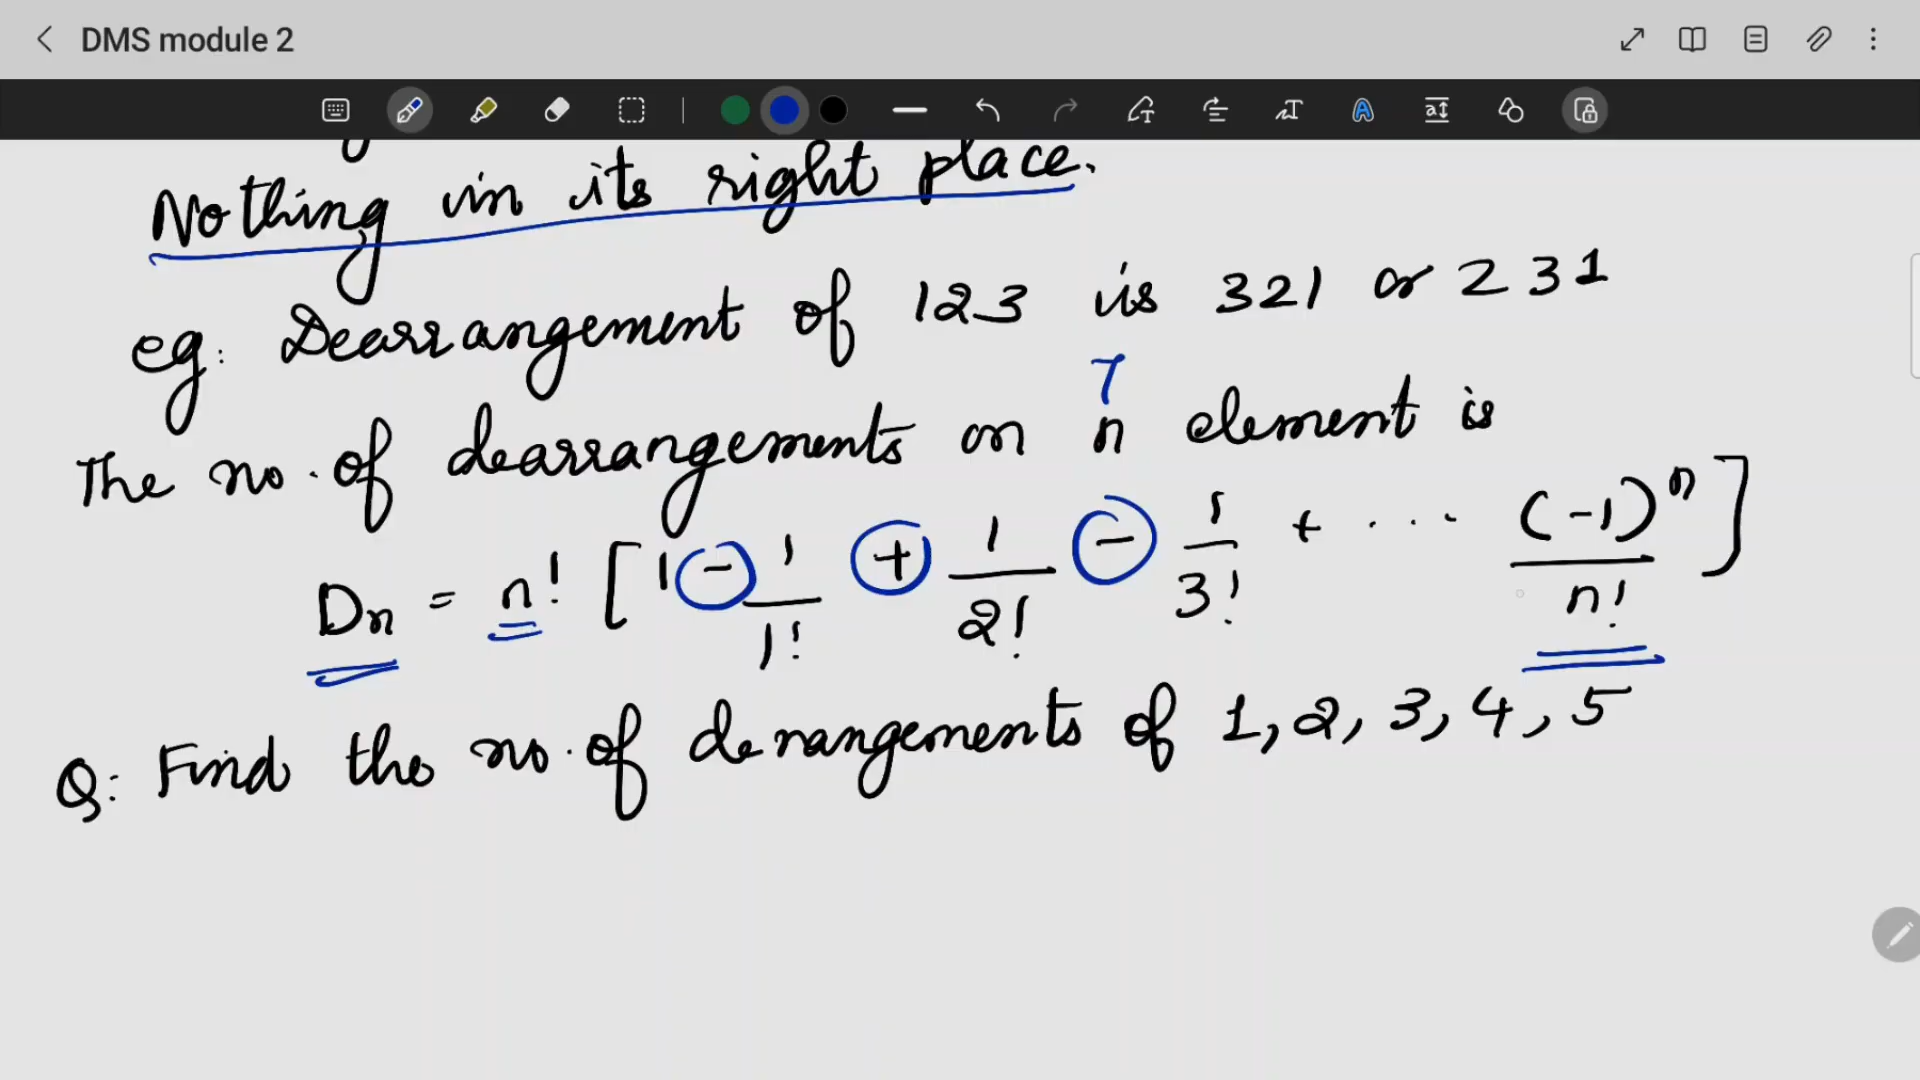 DMS module 2
Nothing in its right place.
eg: Dearrangement of 123 is 321 or 231
7
The no. of dearrangements on n element is
Dn = n! [1 - 1/1! + 1/2! - 1/3! + ... (-1)^n/n!]
Q: Find the no. of derangements of 1, 2, 3, 4, 5